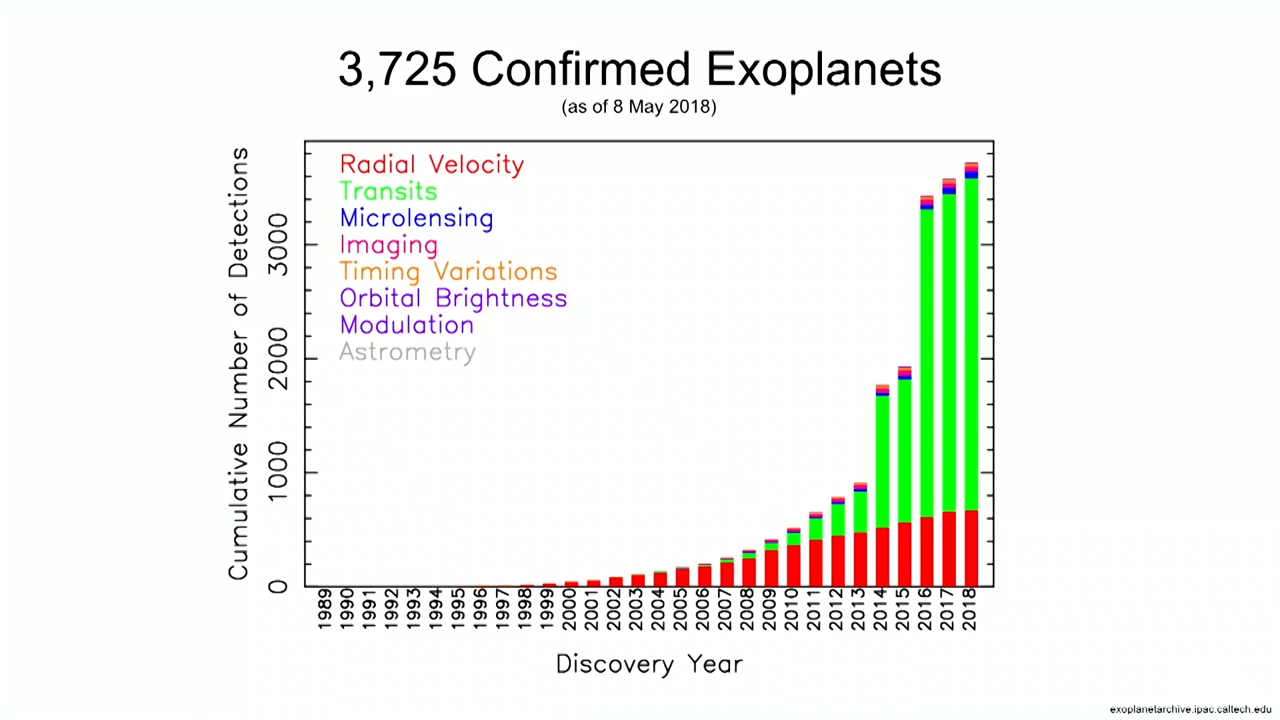 3,725 Confirmed Exoplanets
(as of 8 May 2018)
Radial Velocity
Transits
Microlensing
Imaging
Timing Variations
Orbital Brightness
Modulation
Astrometry
Cumulative Number of Detections
3000
2000
1000
0
1989 1990 1991 1992 1993 1994 1995 1996 1997 1998 1999 2000 2001 2002 2003 2004 2005 2006 2007 2008 2009 2010 2011 2012 2013 2014 2015 2016 2017 2018
Discovery Year
exoplanetarchive.ipac.caltech.edu